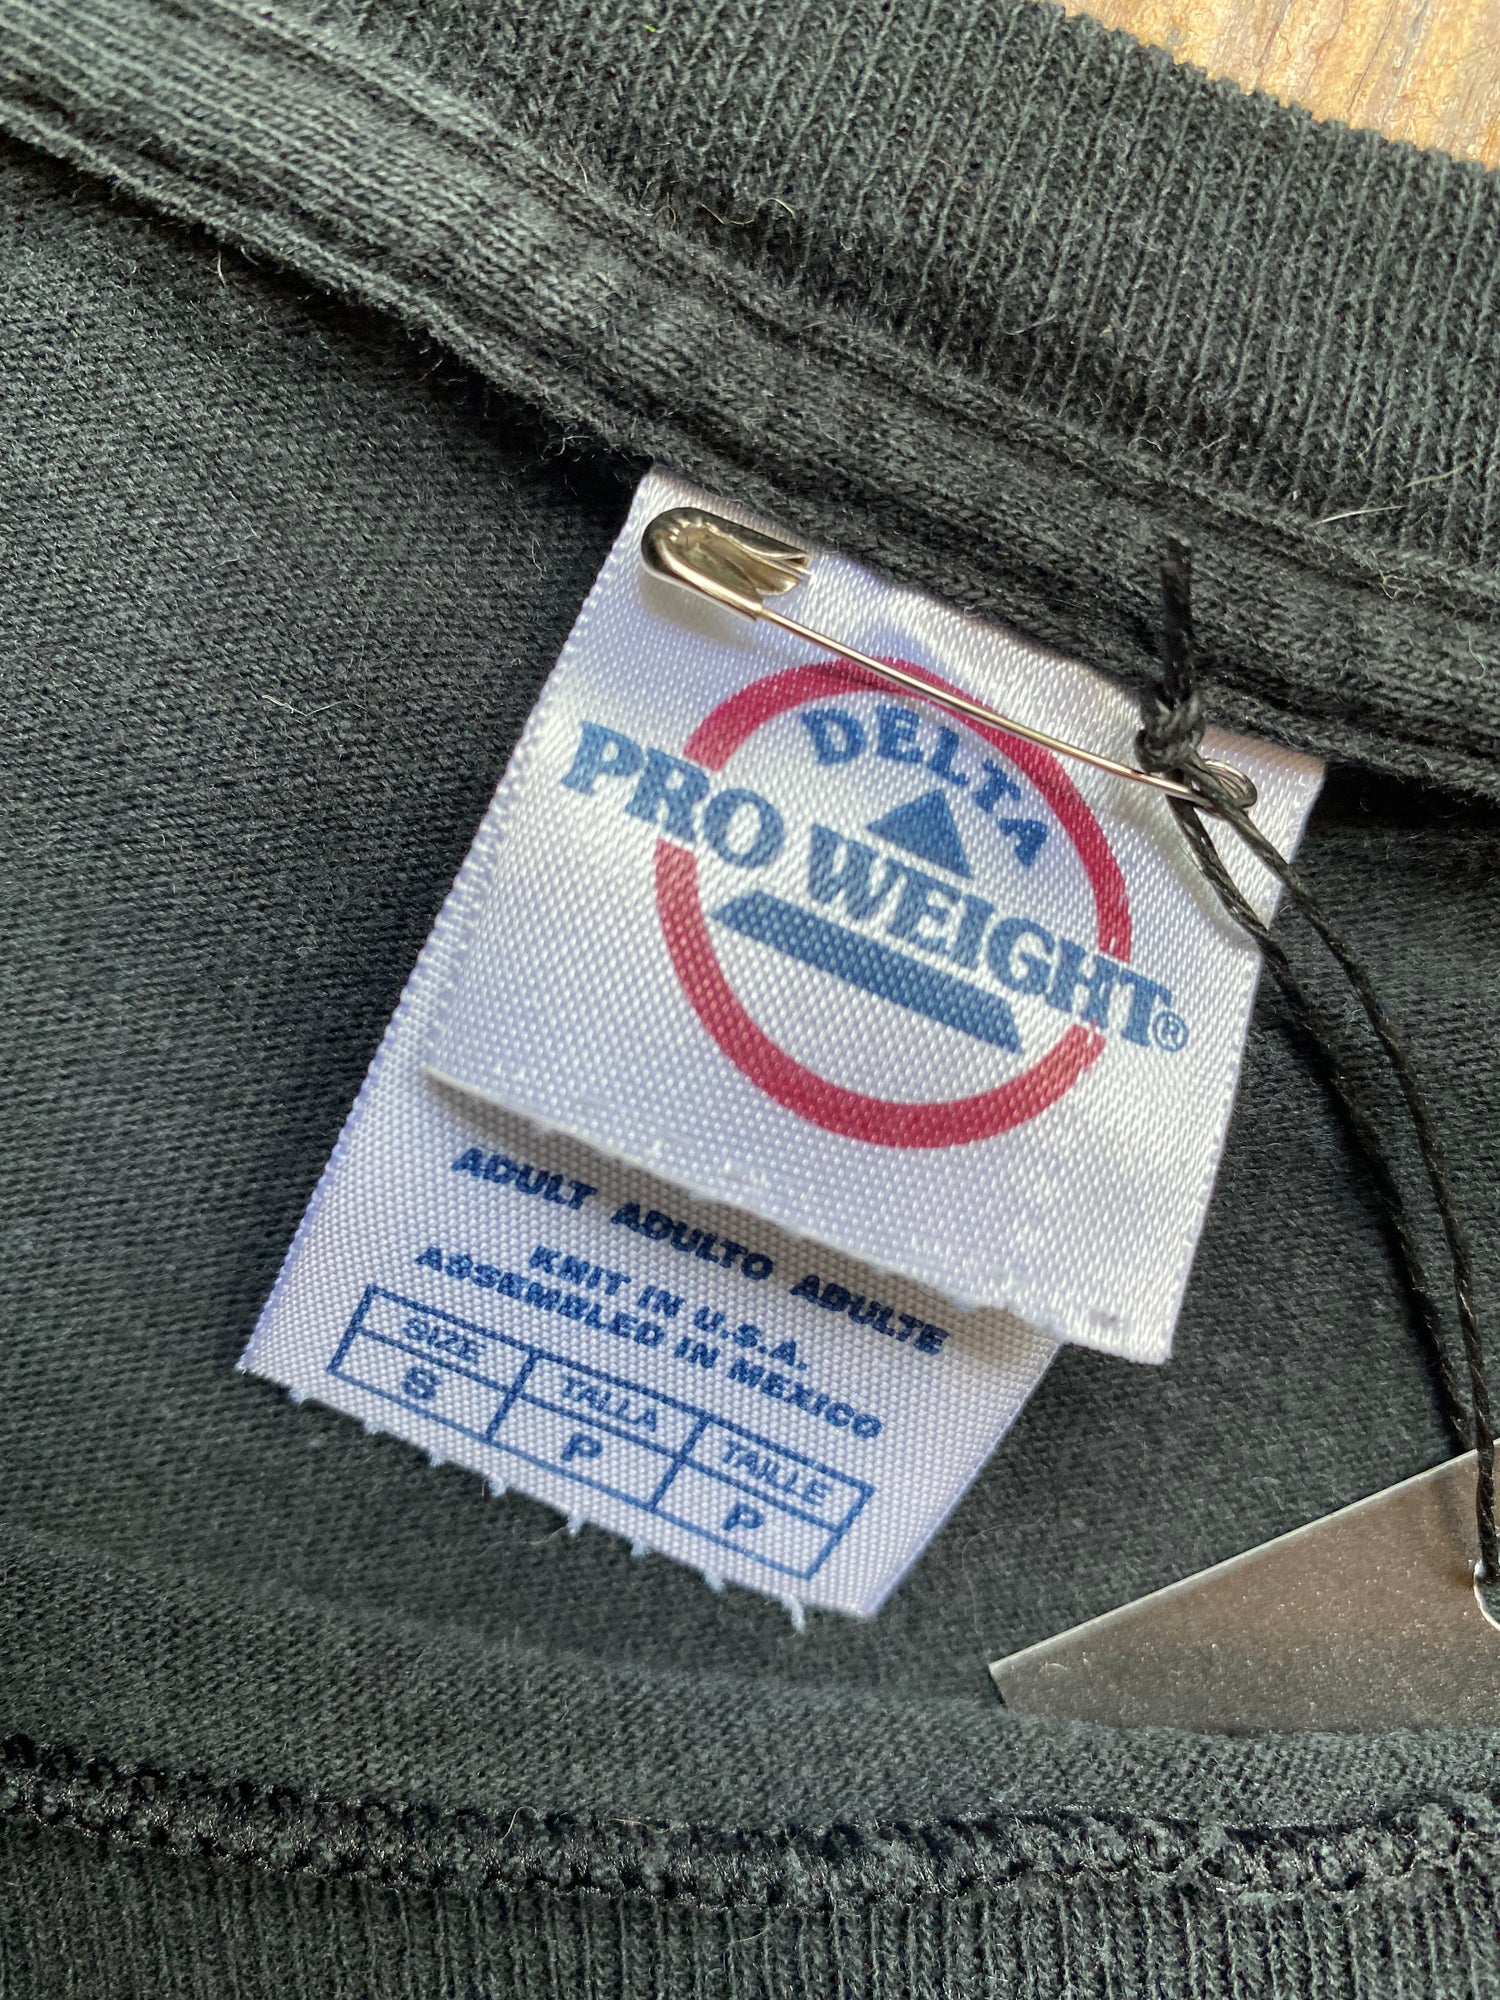 DELTA
PRO WEIGHT®
ADULT ADULTO ADULTE
KNIT IN U.S.A.
ASSEMBLED IN MEXICO
SIZE TALLA TAILLE
S P P